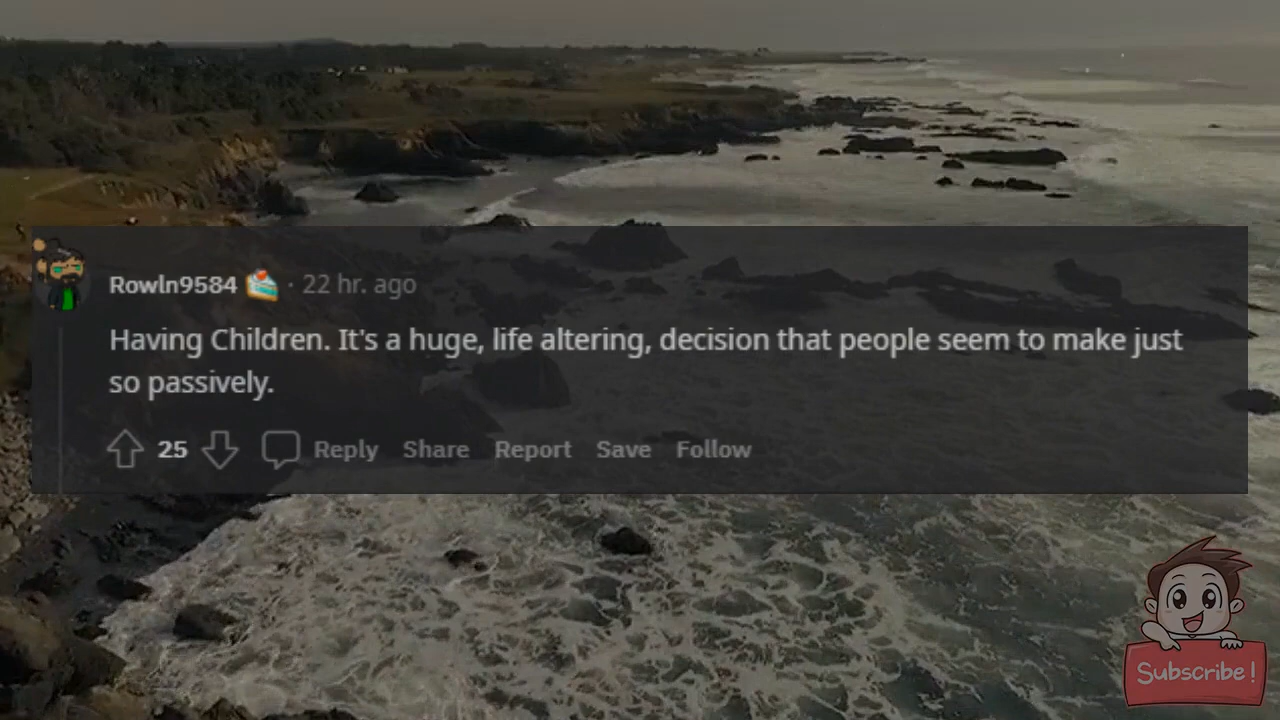 Rowln9584 · 22 hr. ago
Having Children. It's a huge, life altering, decision that people seem to make just
so passively.
25 Reply Share Report Save Follow
Subscribe!